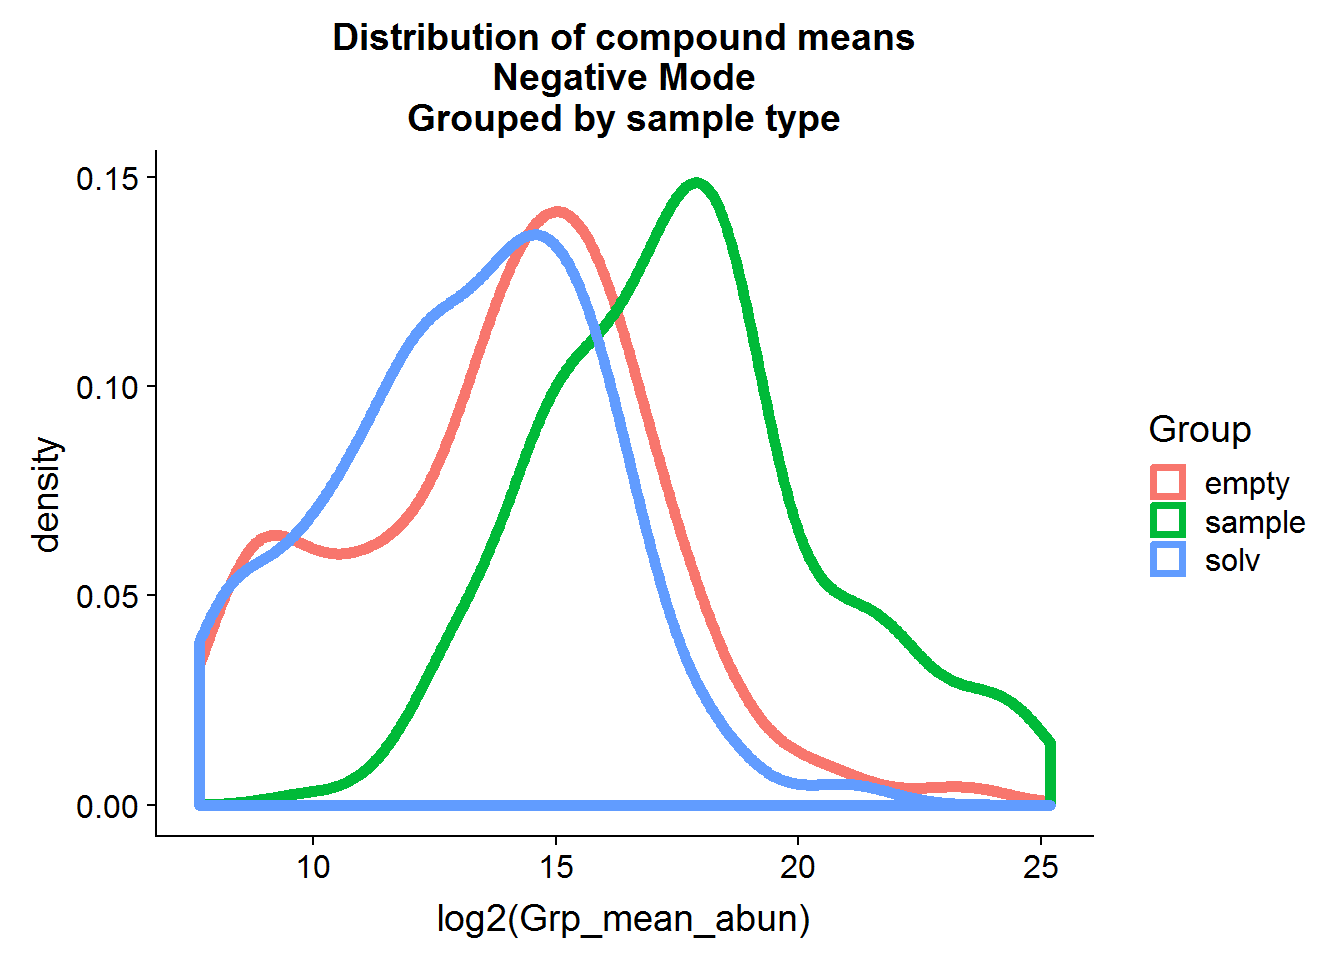 Distribution of compound means
Negative Mode
Grouped by sample type
0.15
0.10
0.05
0.00
density
10 15 20 25
log2(Grp_mean_abun)
Group
empty
sample
solv